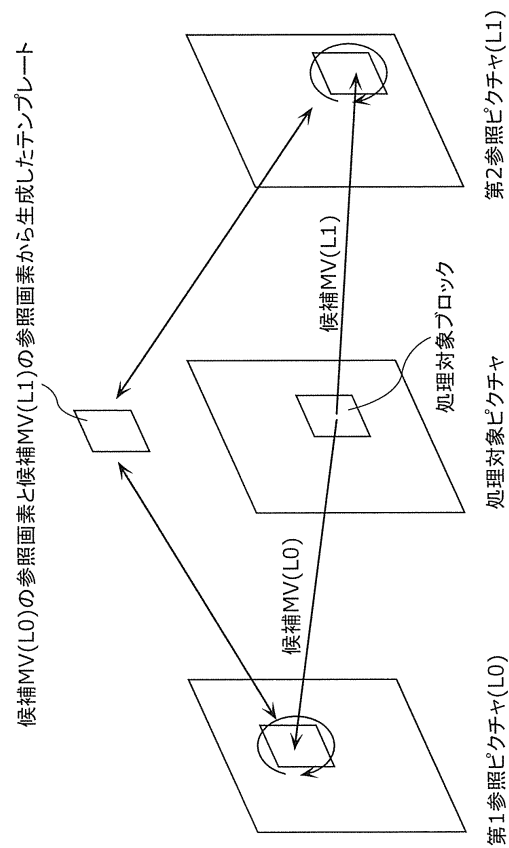 候補MV(L0)の参照画素と候補MV(L1)の参照画素から生成したテンプレート
候補MV(L0)
候補MV(L1)
処理対象ブロック
第1参照ピクチャ(L0)
処理対象ピクチャ
第2参照ピクチャ(L1)